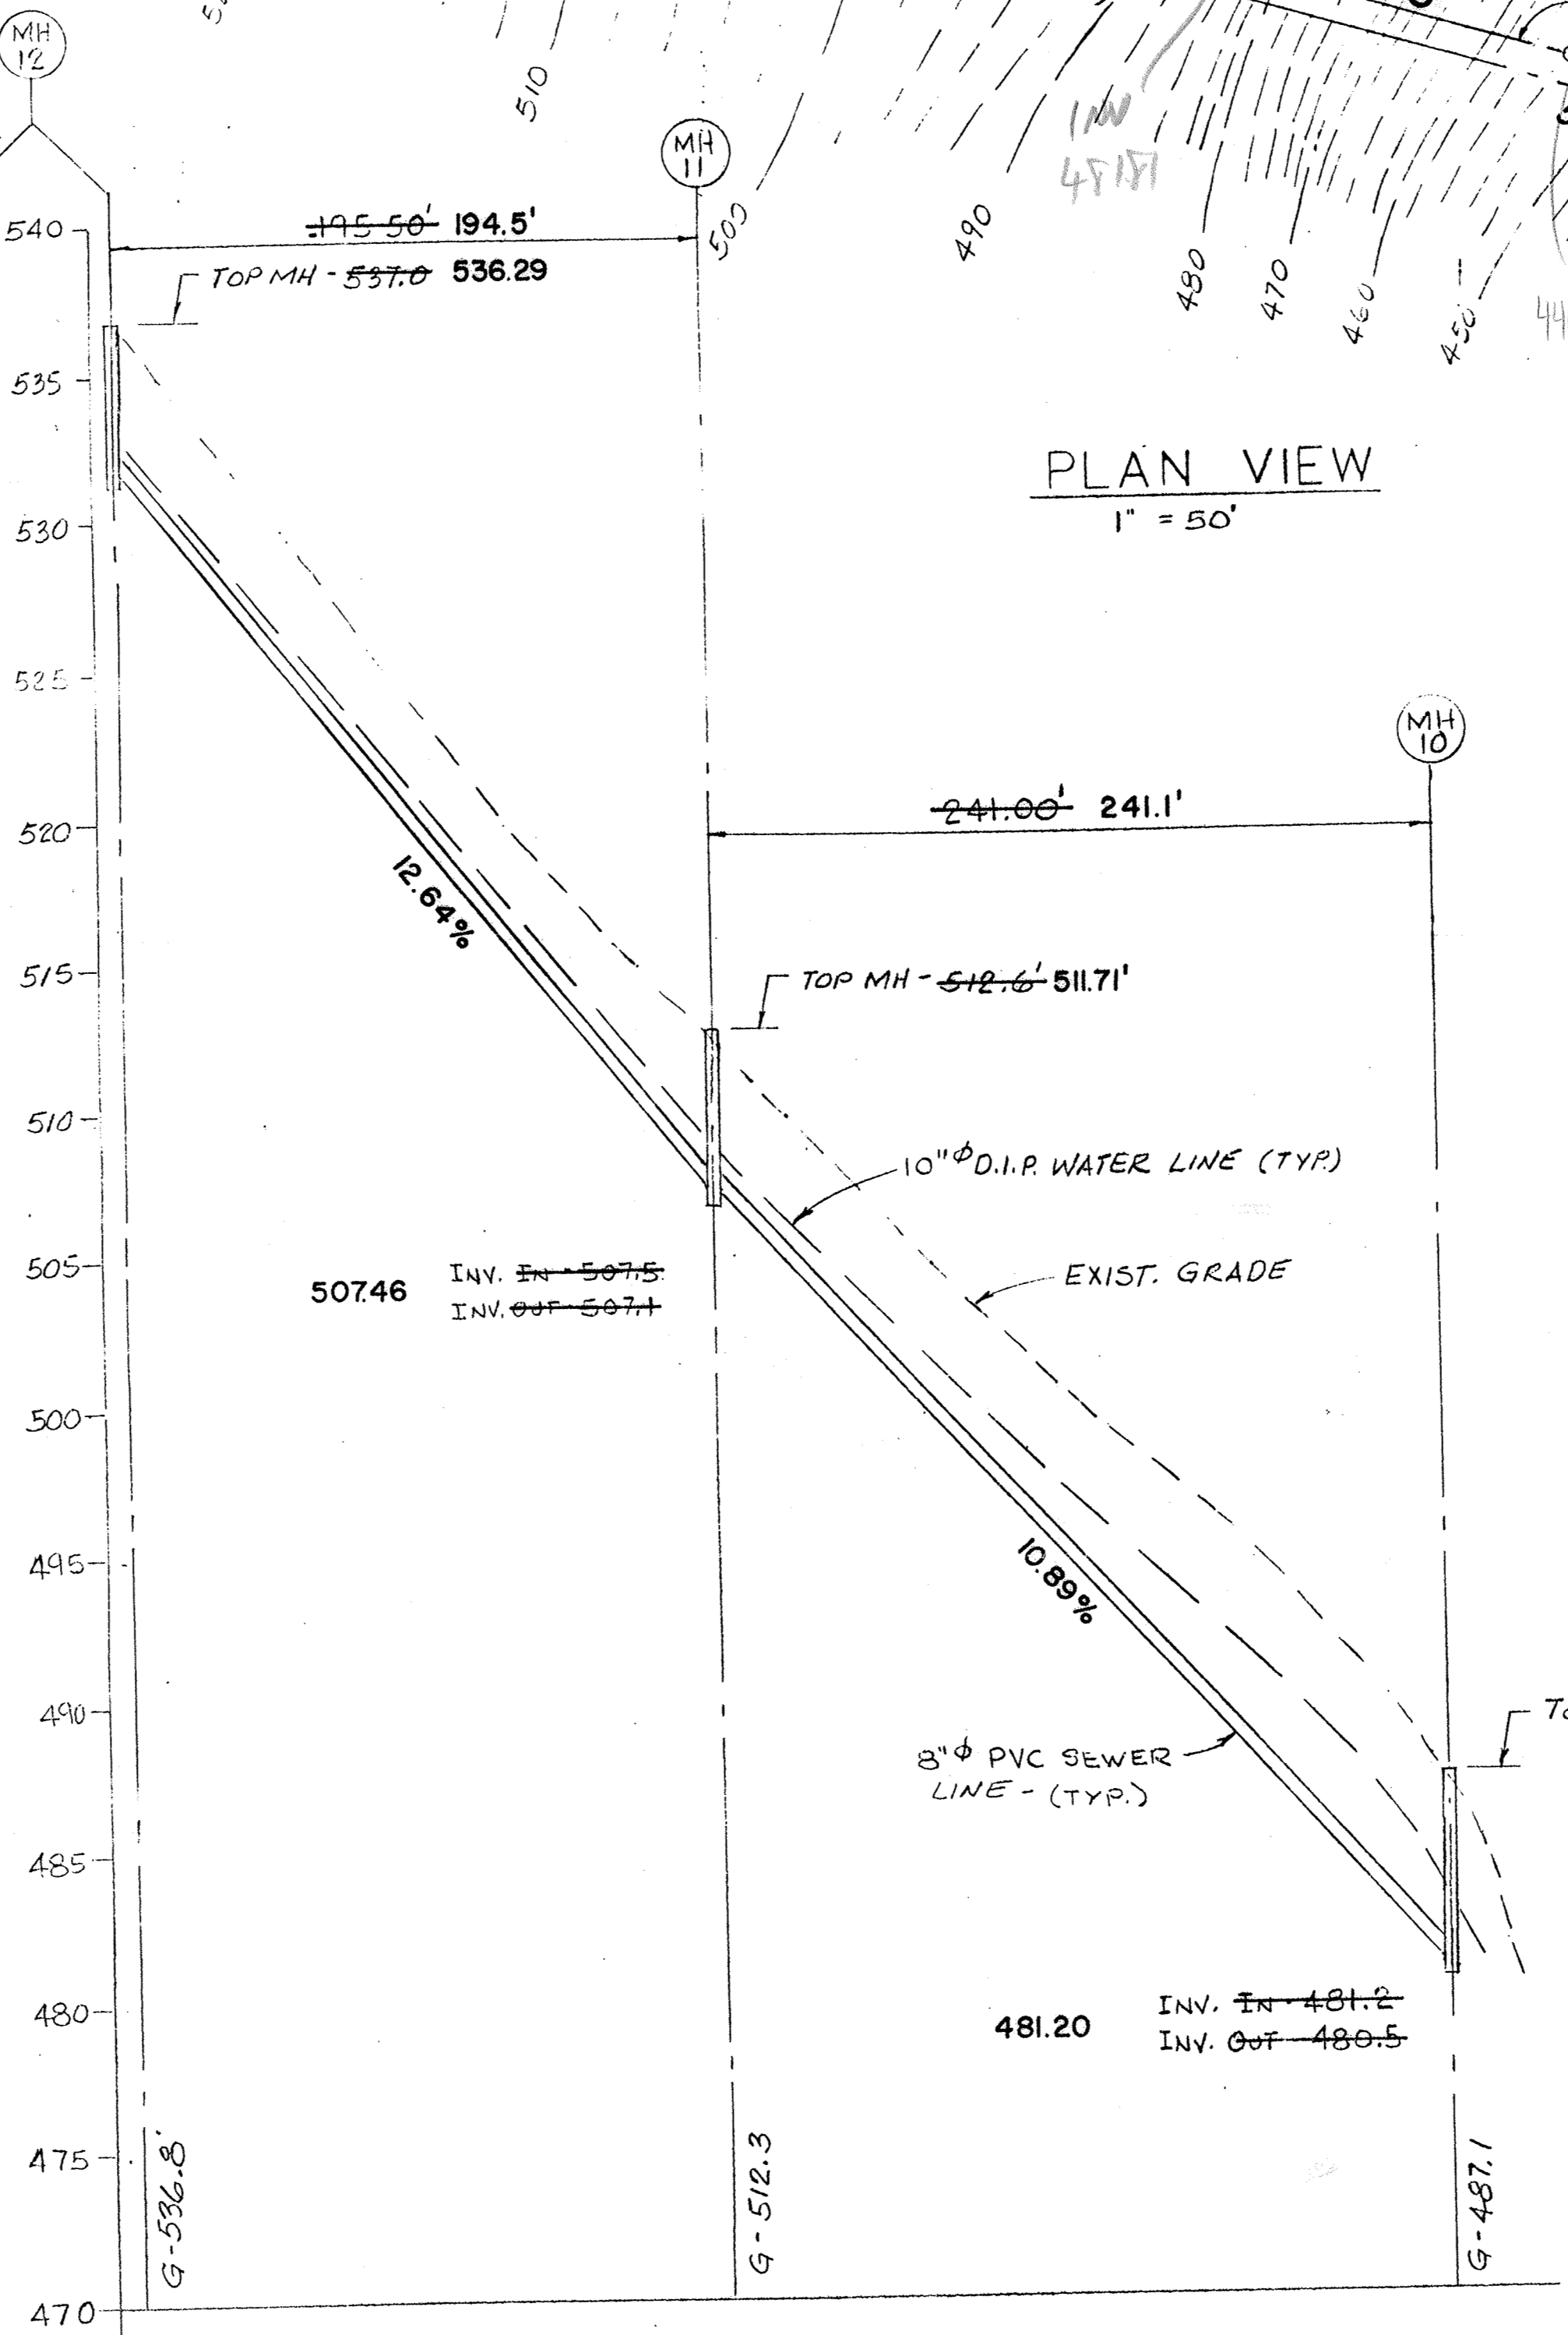 MH
12
510
MH
11
500
INV
481.81
490
480
470
460
450
44
540
195.50' 194.5'
TOP MH - 537.0 536.29
535
PLAN VIEW
1" = 50'
530
525
MH
10
241.00' 241.1'
520
12.64%
515
TOP MH - 512.6' 511.71'
510
10"⌀ D.I.P. WATER LINE (TYP.)
505
EXIST. GRADE
507.46
INV. IN - 507.5
INV. OUT - 507.1
500
495
10.89%
490
8"⌀ PVC SEWER
LINE - (TYP.)
485
480
481.20
INV. IN - 481.2
INV. OUT - 480.5
475
G-536.8'
G-512.3
G-487.1
470